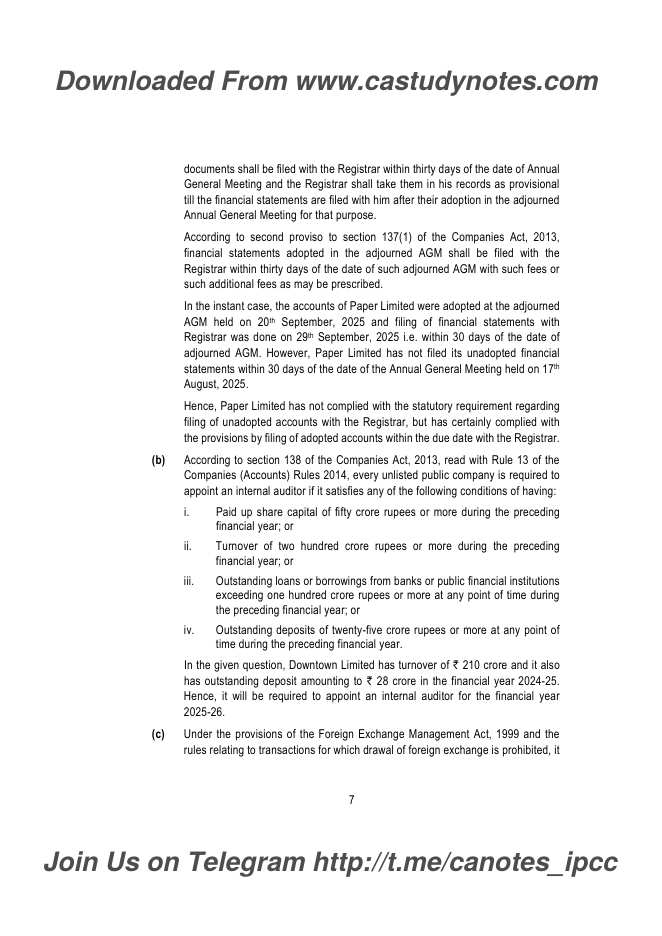 Downloaded From www.castudynotes.com
documents shall be filed with the Registrar within thirty days of the date of Annual
General Meeting and the Registrar shall take them in his records as provisional
till the financial statements are filed with him after their adoption in the adjourned
Annual General Meeting for that purpose.
According to second proviso to section 137(1) of the Companies Act, 2013,
financial statements adopted in the adjourned AGM shall be filed with the
Registrar within thirty days of the date of such adjourned AGM with such fees or
such additional fees as may be prescribed.
In the instant case, the accounts of Paper Limited were adopted at the adjourned
AGM held on 20th September, 2025 and filing of financial statements with
Registrar was done on 29th September, 2025 i.e. within 30 days of the date of
adjourned AGM. However, Paper Limited has not filed its unadopted financial
statements within 30 days of the date of the Annual General Meeting held on 17th
August, 2025.
Hence, Paper Limited has not complied with the statutory requirement regarding
filing of unadopted accounts with the Registrar, but has certainly complied with
the provisions by filing of adopted accounts within the due date with the Registrar.
(b) According to section 138 of the Companies Act, 2013, read with Rule 13 of the
Companies (Accounts) Rules 2014, every unlisted public company is required to
appoint an internal auditor if it satisfies any of the following conditions of having:
i. Paid up share capital of fifty crore rupees or more during the preceding
financial year; or
ii. Turnover of two hundred crore rupees or more during the preceding
financial year; or
iii. Outstanding loans or borrowings from banks or public financial institutions
exceeding one hundred crore rupees or more at any point of time during
the preceding financial year; or
iv. Outstanding deposits of twenty-five crore rupees or more at any point of
time during the preceding financial year.
In the given question, Downtown Limited has turnover of ₹ 210 crore and it also
has outstanding deposit amounting to ₹ 28 crore in the financial year 2024-25.
Hence, it will be required to appoint an internal auditor for the financial year
2025-26.
(c) Under the provisions of the Foreign Exchange Management Act, 1999 and the
rules relating to transactions for which drawal of foreign exchange is prohibited, it
7
Join Us on Telegram http://t.me/canotes_ipcc